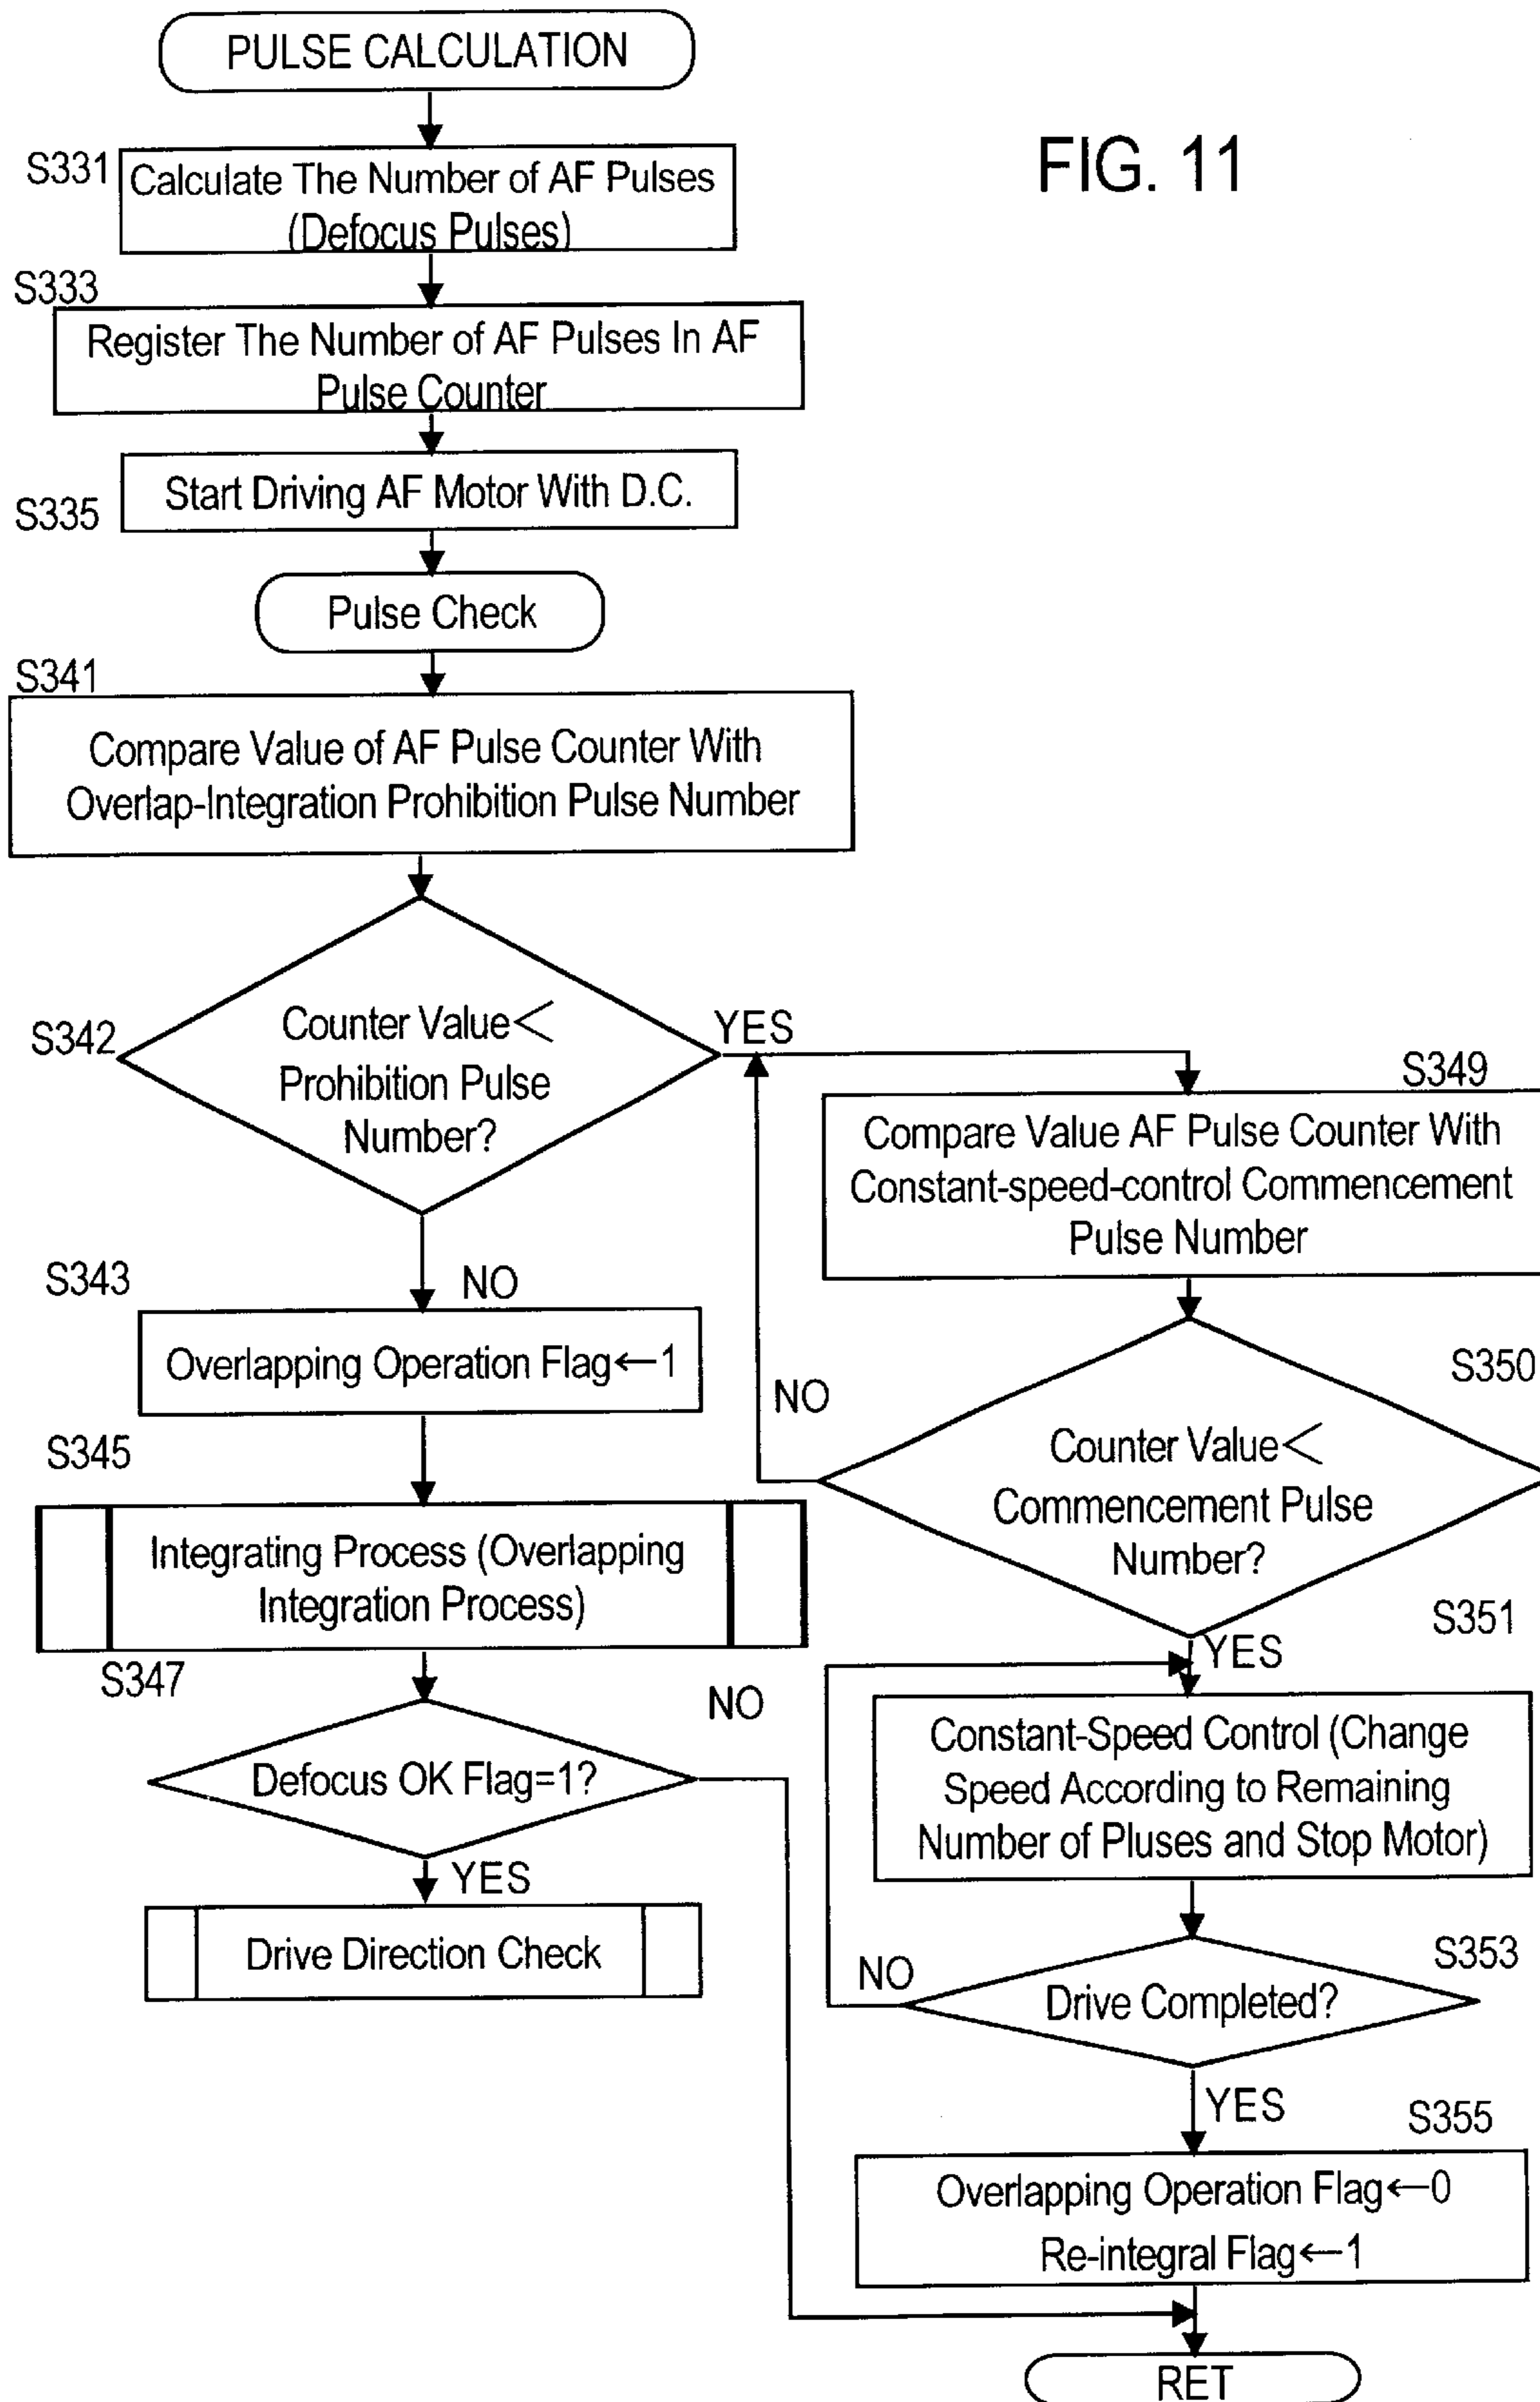 PULSE CALCULATION
FIG. 11
S331
Calculate The Number of AF Pulses
(Defocus Pulses)
S333
Register The Number of AF Pulses In AF
Pulse Counter
S335
Start Driving AF Motor With D.C.
Pulse Check
S341
Compare Value of AF Pulse Counter With
Overlap-Integration Prohibition Pulse Number
S342
Counter Value<
Prohibition Pulse
Number?
YES
NO
S343
Overlapping Operation Flag←1
S345
Integrating Process (Overlapping
Integration Process)
S347
Defocus OK Flag=1?
NO
YES
Drive Direction Check
S349
Compare Value AF Pulse Counter With
Constant-speed-control Commencement
Pulse Number
S350
Counter Value<
Commencement Pulse
Number?
NO
YES
S351
Constant-Speed Control (Change
Speed According to Remaining
Number of Pluses and Stop Motor)
S353
Drive Completed?
NO
YES
S355
Overlapping Operation Flag←0
Re-integral Flag←1
RET